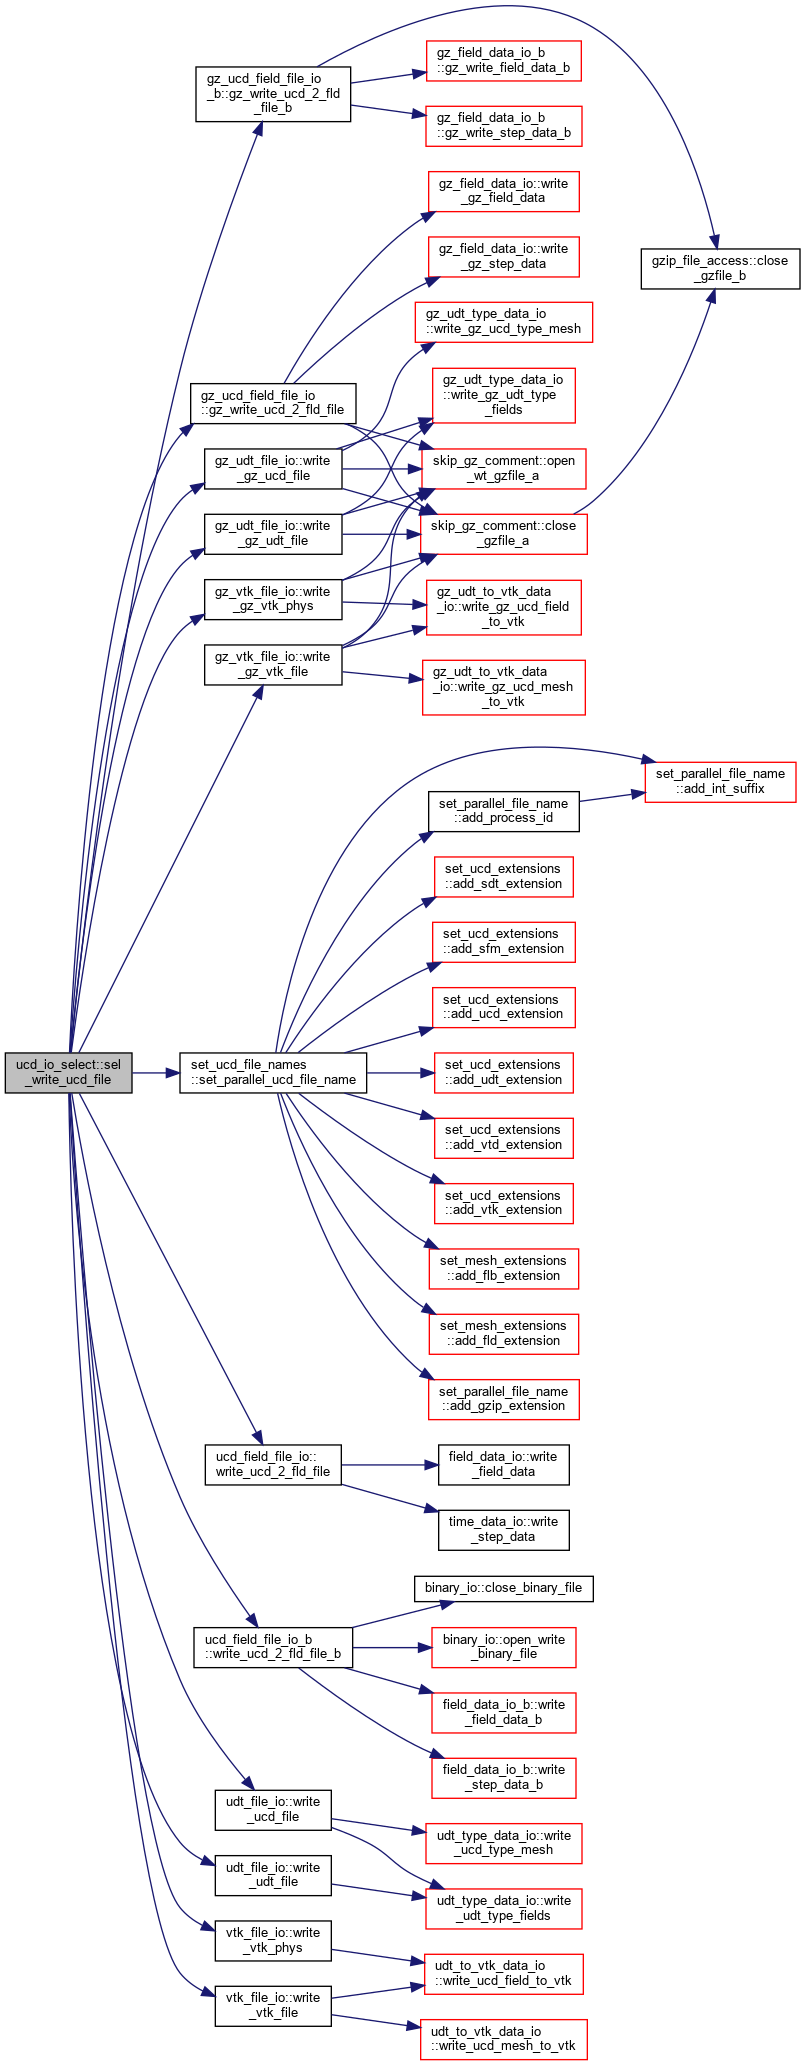 gz_ucd_field_file_io
_b::gz_write_ucd_2_fld
_file_b
gz_field_data_io_b
::gz_write_field_data_b
gz_field_data_io_b
::gz_write_step_data_b
gz_field_data_io::write
_gz_field_data
gz_field_data_io::write
_gz_step_data
gzip_file_access::close
_gzfile_b
gz_udt_type_data_io
::write_gz_ucd_type_mesh
gz_udt_type_data_io
::write_gz_udt_type
_fields
gz_ucd_field_file_io
::gz_write_ucd_2_fld_file
gz_udt_file_io::write
_gz_ucd_file
skip_gz_comment::open
_wt_gzfile_a
gz_udt_file_io::write
_gz_udt_file
skip_gz_comment::close
_gzfile_a
gz_vtk_file_io::write
_gz_vtk_phys
gz_udt_to_vtk_data
_io::write_gz_ucd_field
_to_vtk
gz_vtk_file_io::write
_gz_vtk_file
gz_udt_to_vtk_data
_io::write_gz_ucd_mesh
_to_vtk
set_parallel_file_name
::add_int_suffix
set_parallel_file_name
::add_process_id
set_ucd_extensions
::add_sdt_extension
set_ucd_extensions
::add_sfm_extension
set_ucd_extensions
::add_ucd_extension
ucd_io_select::sel
_write_ucd_file
set_ucd_file_names
::set_parallel_ucd_file_name
set_ucd_extensions
::add_udt_extension
set_ucd_extensions
::add_vtd_extension
set_ucd_extensions
::add_vtk_extension
set_mesh_extensions
::add_flb_extension
set_mesh_extensions
::add_fld_extension
set_parallel_file_name
::add_gzip_extension
ucd_field_file_io::
write_ucd_2_fld_file
field_data_io::write
_field_data
time_data_io::write
_step_data
binary_io::close_binary_file
ucd_field_file_io_b
::write_ucd_2_fld_file_b
binary_io::open_write
_binary_file
field_data_io_b::write
_field_data_b
field_data_io_b::write
_step_data_b
udt_file_io::write
_ucd_file
udt_type_data_io::write
_ucd_type_mesh
udt_file_io::write
_udt_file
udt_type_data_io::write
_udt_type_fields
vtk_file_io::write
_vtk_phys
udt_to_vtk_data_io
::write_ucd_field_to_vtk
vtk_file_io::write
_vtk_file
udt_to_vtk_data_io
::write_ucd_mesh_to_vtk